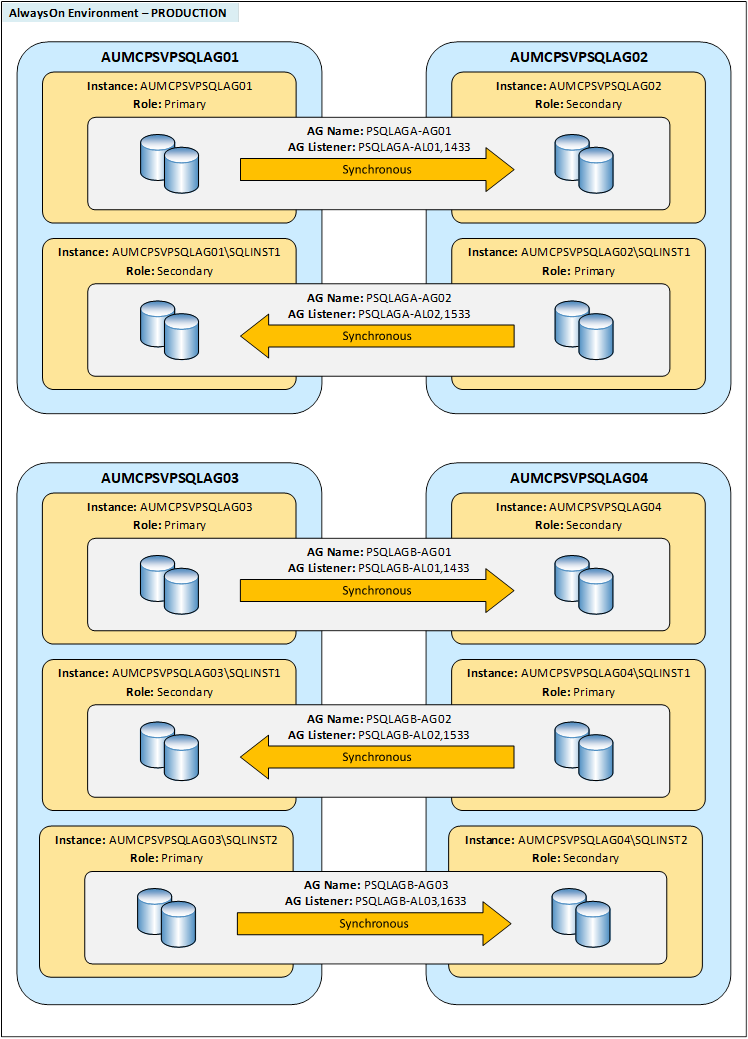 AlwaysOn Environment – PRODUCTION
AUMCPSVPSQLAG01
Instance: AUMCPSVPSQLAG01
Role: Primary
AUMCPSVPSQLAG02
Instance: AUMCPSVPSQLAG02
Role: Secondary
AG Name: PSQLAGA-AG01
AG Listener: PSQLAGA-AL01,1433
Synchronous
Instance: AUMCPSVPSQLAG01\SQLINST1
Role: Secondary
Instance: AUMCPSVPSQLAG02\SQLINST1
Role: Primary
AG Name: PSQLAGA-AG02
AG Listener: PSQLAGA-AL02,1533
Synchronous
AUMCPSVPSQLAG03
Instance: AUMCPSVPSQLAG03
Role: Primary
AUMCPSVPSQLAG04
Instance: AUMCPSVPSQLAG04
Role: Secondary
AG Name: PSQLAGB-AG01
AG Listener: PSQLAGB-AL01,1433
Synchronous
Instance: AUMCPSVPSQLAG03\SQLINST1
Role: Secondary
Instance: AUMCPSVPSQLAG04\SQLINST1
Role: Primary
AG Name: PSQLAGB-AG02
AG Listener: PSQLAGB-AL02,1533
Synchronous
Instance: AUMCPSVPSQLAG03\SQLINST2
Role: Primary
Instance: AUMCPSVPSQLAG04\SQLINST2
Role: Secondary
AG Name: PSQLAGB-AG03
AG Listener: PSQLAGB-AL03,1633
Synchronous